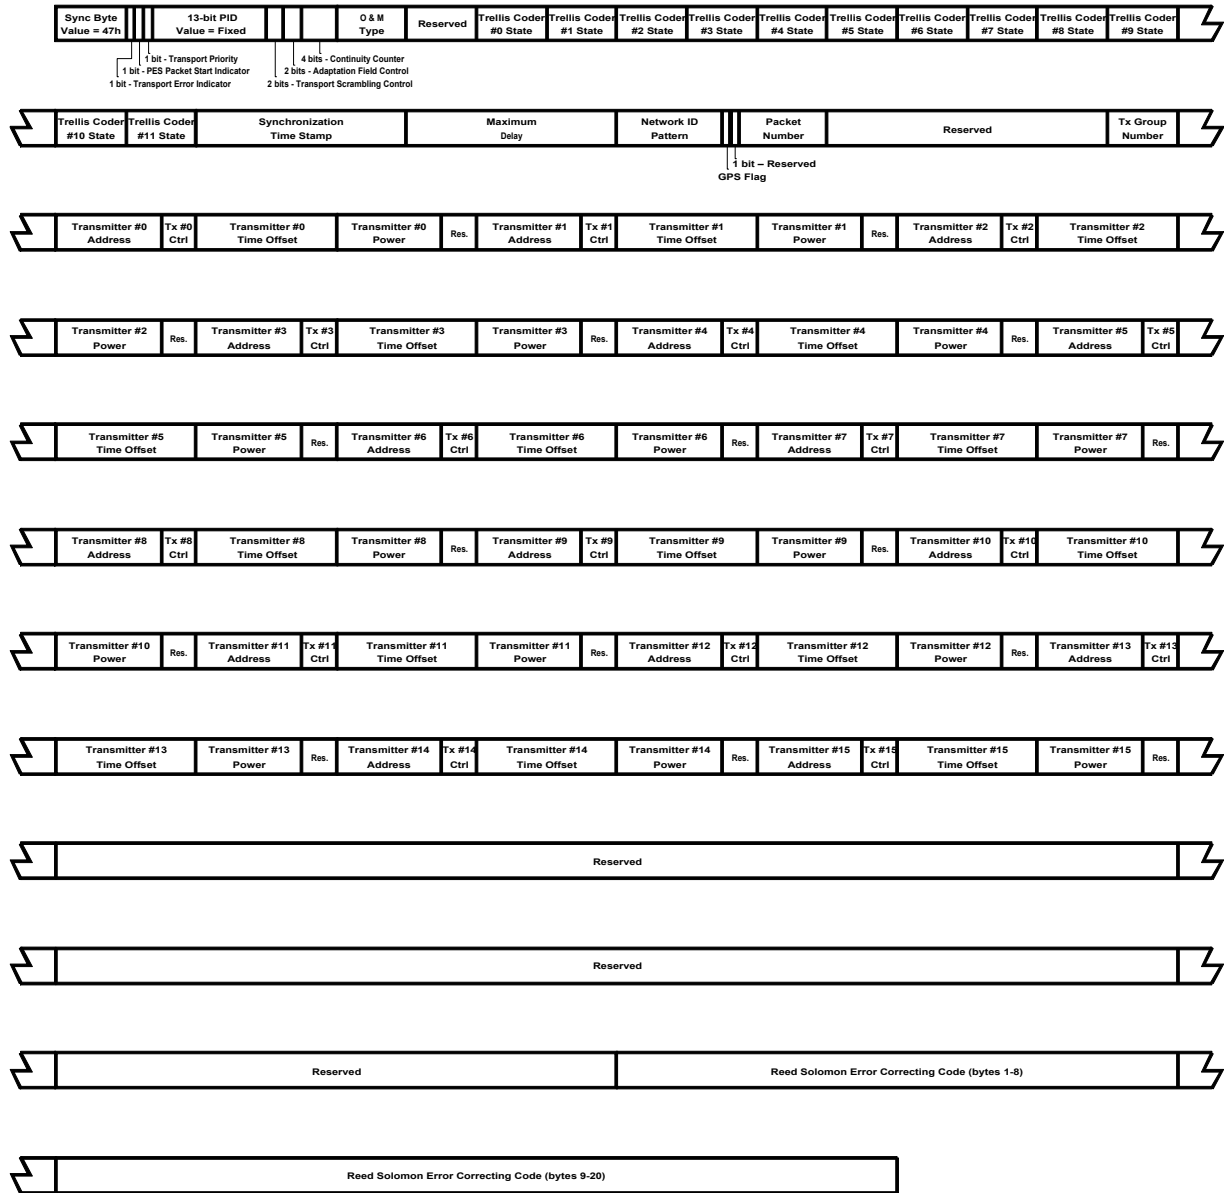 Sync Byte
Value = 47h
13-bit PID
Value = Fixed
O & M
Type
Reserved
Trellis Coder
#0 State
Trellis Coder
#1 State
Trellis Coder
#2 State
Trellis Coder
#3 State
Trellis Coder
#4 State
Trellis Coder
#5 State
Trellis Coder
#6 State
Trellis Coder
#7 State
Trellis Coder
#8 State
Trellis Coder
#9 State
1 bit - Transport Priority
1 bit - PES Packet Start Indicator
1 bit - Transport Error Indicator
4 bits - Continuity Counter
2 bits - Adaptation Field Control
2 bits - Transport Scrambling Control
Trellis Coder
#10 State
Trellis Coder
#11 State
Synchronization
Time Stamp
Maximum
Delay
Network ID
Pattern
Packet
Number
Reserved
Tx Group
Number
1 bit – Reserved
GPS Flag
Transmitter #0
Address
Tx #0
Ctrl
Transmitter #0
Time Offset
Transmitter #0
Power
Res.
Transmitter #1
Address
Tx #1
Ctrl
Transmitter #1
Time Offset
Transmitter #1
Power
Res.
Transmitter #2
Address
Tx #2
Ctrl
Transmitter #2
Time Offset
Transmitter #2
Power
Res.
Transmitter #3
Address
Tx #3
Ctrl
Transmitter #3
Time Offset
Transmitter #3
Power
Res.
Transmitter #4
Address
Tx #4
Ctrl
Transmitter #4
Time Offset
Transmitter #4
Power
Res.
Transmitter #5
Address
Tx #5
Ctrl
Transmitter #5
Time Offset
Transmitter #5
Power
Res.
Transmitter #6
Address
Tx #6
Ctrl
Transmitter #6
Time Offset
Transmitter #6
Power
Res.
Transmitter #7
Address
Tx #7
Ctrl
Transmitter #7
Time Offset
Transmitter #7
Power
Res.
Transmitter #8
Address
Tx #8
Ctrl
Transmitter #8
Time Offset
Transmitter #8
Power
Res.
Transmitter #9
Address
Tx #9
Ctrl
Transmitter #9
Time Offset
Transmitter #9
Power
Res.
Transmitter #10
Address
Tx #10
Ctrl
Transmitter #10
Time Offset
Transmitter #10
Power
Res.
Transmitter #11
Address
Tx #11
Ctrl
Transmitter #11
Time Offset
Transmitter #11
Power
Res.
Transmitter #12
Address
Tx #12
Ctrl
Transmitter #12
Time Offset
Transmitter #12
Power
Res.
Transmitter #13
Address
Tx #13
Ctrl
Transmitter #13
Time Offset
Transmitter #13
Power
Res.
Transmitter #14
Address
Tx #14
Ctrl
Transmitter #14
Time Offset
Transmitter #14
Power
Res.
Transmitter #15
Address
Tx #15
Ctrl
Transmitter #15
Time Offset
Transmitter #15
Power
Res.
Reserved
Reserved
Reserved
Reed Solomon Error Correcting Code (bytes 1-8)
Reed Solomon Error Correcting Code (bytes 9-20)